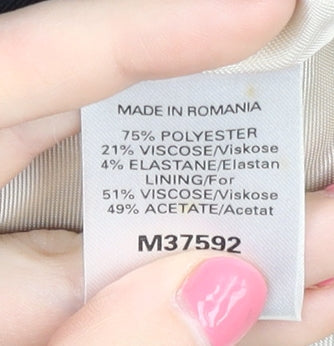 MADE IN ROMANIA
75% POLYESTER
21% VISCOSE/Viskose
4% ELASTANE/Elastan
LINING/For
51% VISCOSE/Viskose
49% ACETATE/Acetat
M37592